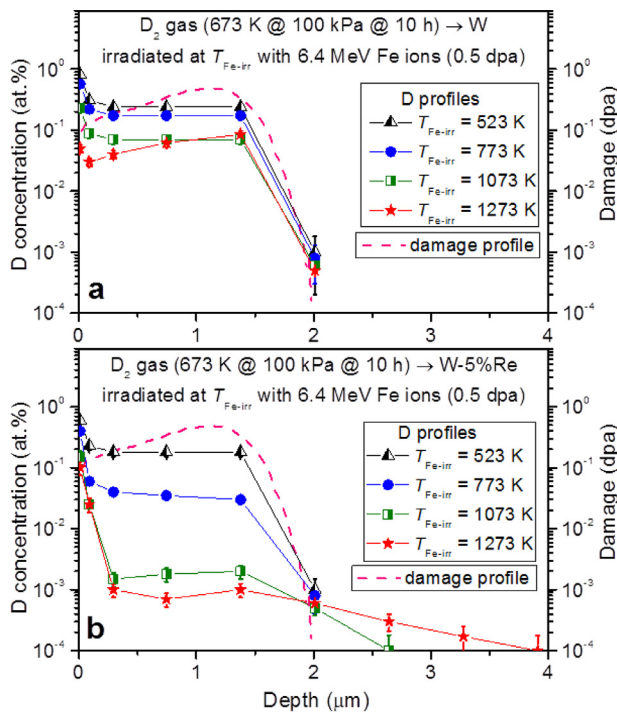 D₂ gas (673 K @ 100 kPa @ 10 h) → W
irradiated at T_Fe-irr with 6.4 MeV Fe ions (0.5 dpa)
D profiles
T_Fe-irr = 523 K
T_Fe-irr = 773 K
T_Fe-irr = 1073 K
T_Fe-irr = 1273 K
damage profile
D concentration (at.%)
10⁰
10⁻¹
10⁻²
10⁻³
10⁻⁴
Damage (dpa)
10⁰
10⁻¹
10⁻²
10⁻³
10⁻⁴
a
0 1 2 3 4
D₂ gas (673 K @ 100 kPa @ 10 h) → W-5%Re
irradiated at T_Fe-irr with 6.4 MeV Fe ions (0.5 dpa)
D profiles
T_Fe-irr = 523 K
T_Fe-irr = 773 K
T_Fe-irr = 1073 K
T_Fe-irr = 1273 K
damage profile
D concentration (at.%)
10⁰
10⁻¹
10⁻²
10⁻³
10⁻⁴
Damage (dpa)
10⁰
10⁻¹
10⁻²
10⁻³
10⁻⁴
b
0 1 2 3 4
Depth (μm)